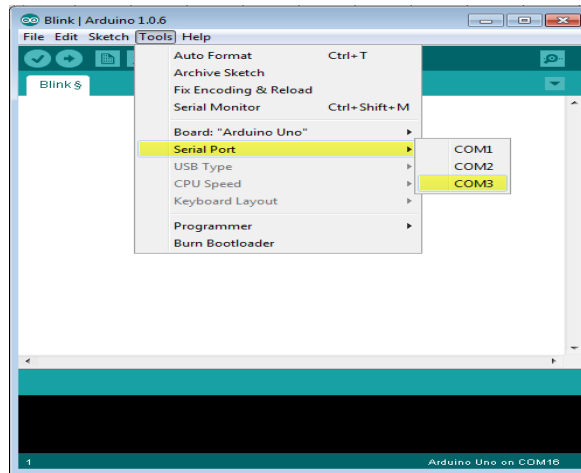 Blink | Arduino 1.0.6
File Edit Sketch Tools Help
Blink §
Auto Format Ctrl+T
Archive Sketch
Fix Encoding & Reload
Serial Monitor Ctrl+Shift+M
Board: "Arduino Uno"
Serial Port
USB Type
CPU Speed
Keyboard Layout
Programmer
Burn Bootloader
COM1
COM2
COM3
1 Arduino Uno on COM16